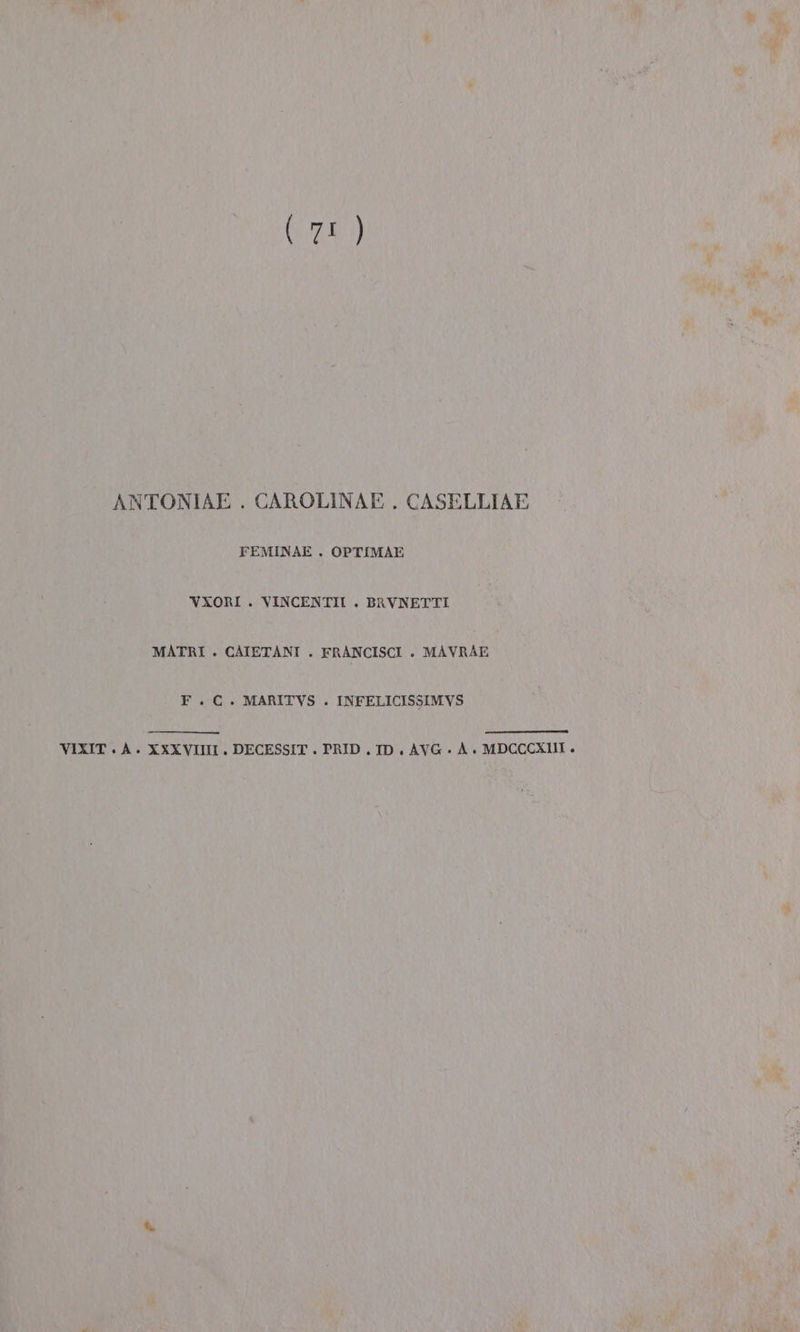 ( 71 )
ANTONIAE . CAROLINAE . CASELLIAE
FEMINAE . OPTIMAE
VXORI . VINCENTII . BRVNETTI
MATRI . CAIETANI . FRANCISCI . MAVRAE
F . C . MARITVS . INFELICISSIMVS
VIXIT . A . XXXVIIII . DECESSIT . PRID . ID . AVG . A . MDCCCXIII .